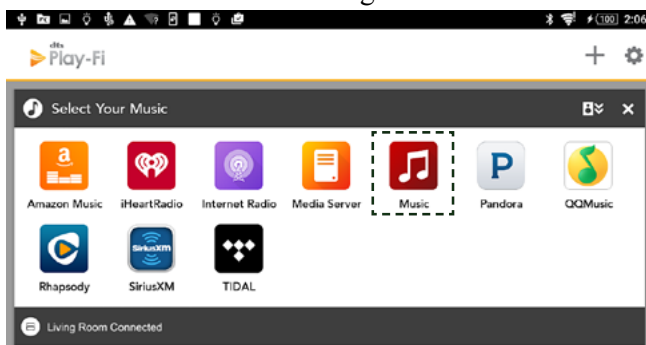 100 2:06
dts
Play-Fi
Select Your Music
a
P
SiriusXM
Amazon Music iHeartRadio Internet Radio Media Server Music Pandora QQMusic
Rhapsody SiriusXM TIDAL
Living Room Connected